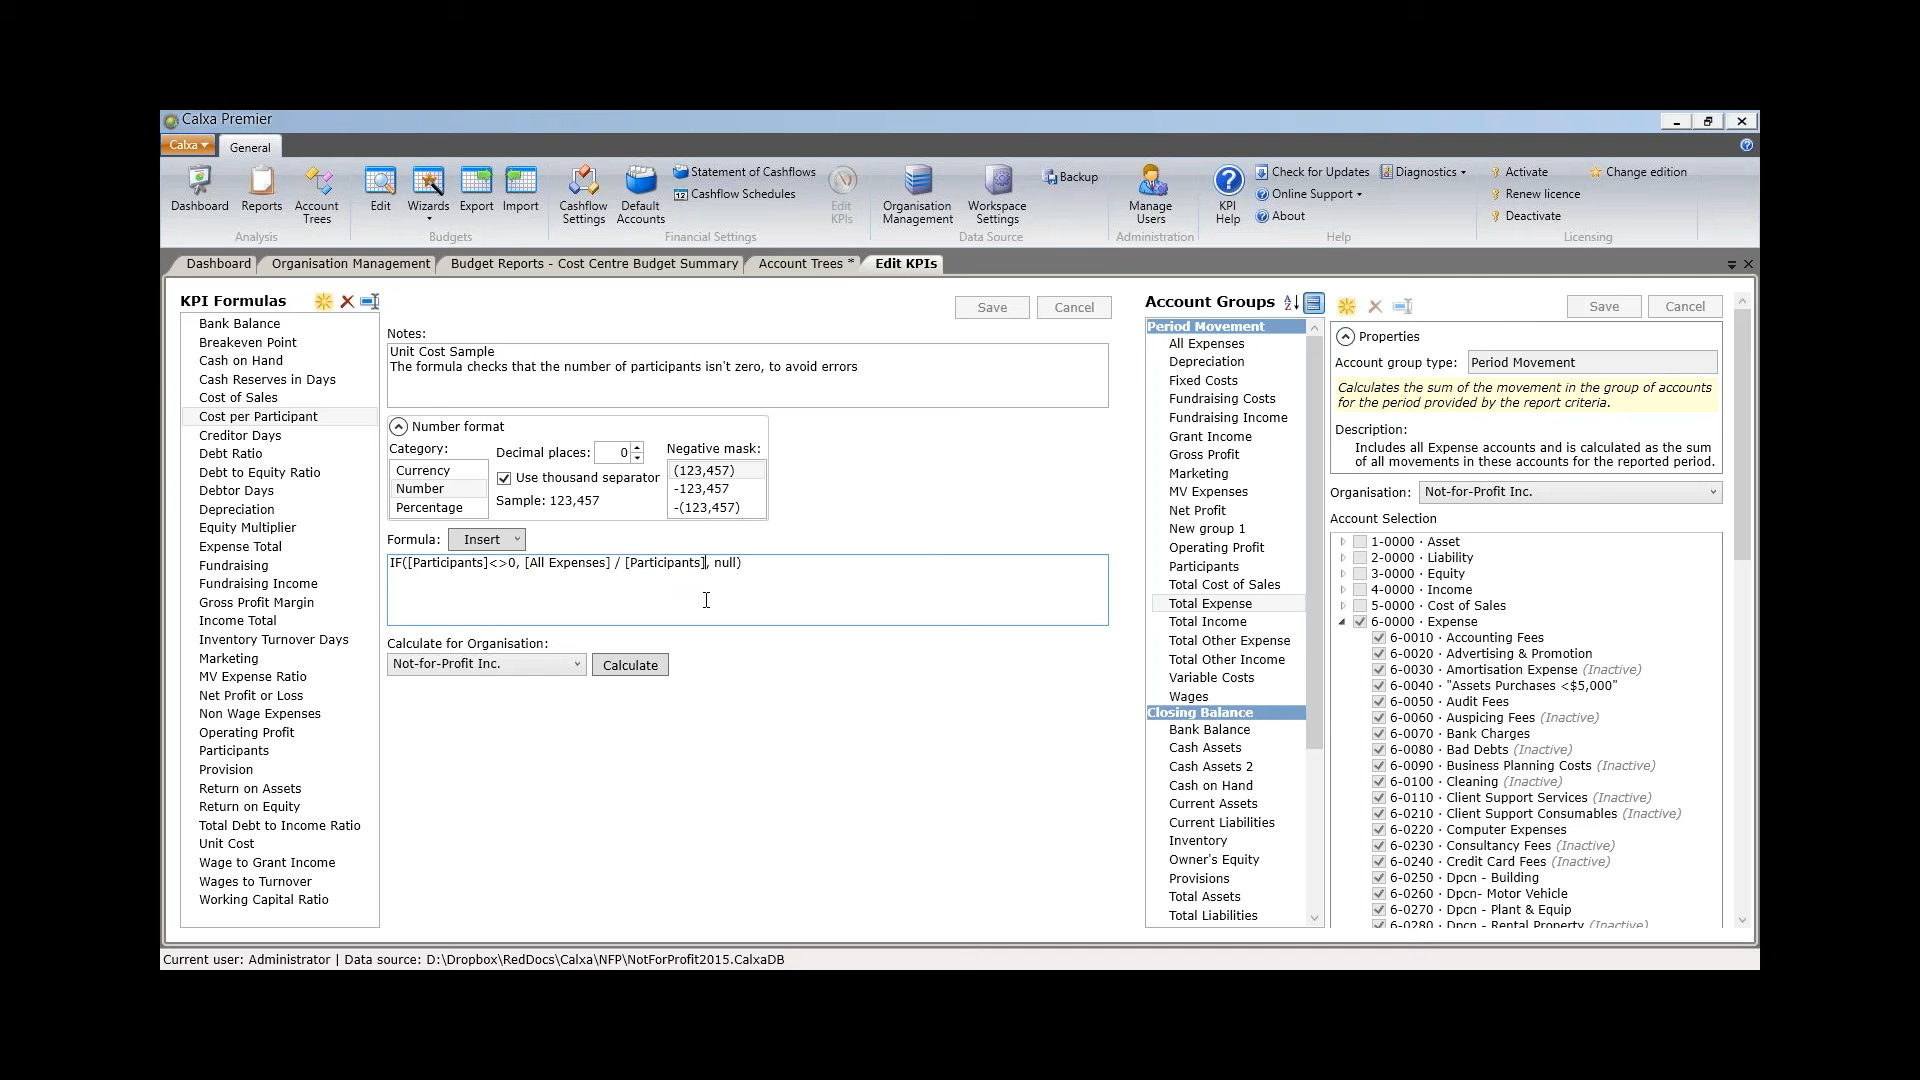 Calxa Premier
Calxa
General
Dashboard
Reports
Account Trees
Analysis
Edit
Wizards
Export
Import
Budgets
Cashflow Settings
Default Accounts
Statement of Cashflows
Cashflow Schedules
Edit KPIs
Financial Settings
Organisation Management
Workspace Settings
Backup
Data Source
Manage Users
Administration
KPI Help
Check for Updates
Online Support
About
Diagnostics
Help
Activate
Renew licence
Deactivate
Change edition
Licensing
Dashboard
Organisation Management
Budget Reports - Cost Centre Budget Summary
Account Trees *
Edit KPIs
KPI Formulas
Bank Balance
Breakeven Point
Cash on Hand
Cash Reserves in Days
Cost of Sales
Cost per Participant
Creditor Days
Debt Ratio
Debt to Equity Ratio
Debtor Days
Depreciation
Equity Multiplier
Expense Total
Fundraising
Fundraising Income
Gross Profit Margin
Income Total
Inventory Turnover Days
Marketing
MV Expense Ratio
Net Profit or Loss
Non Wage Expenses
Operating Profit
Participants
Provision
Return on Assets
Return on Equity
Total Debt to Income Ratio
Unit Cost
Wage to Grant Income
Wages to Turnover
Working Capital Ratio
Save
Cancel
Notes:
Unit Cost Sample
The formula checks that the number of participants isn't zero, to avoid errors
Number format
Category:
Currency
Number
Percentage
Decimal places: 0
Use thousand separator
Sample: 123,457
Negative mask:
(123,457)
-123,457
-(123,457)
Formula:
Insert
IF([Participants]<>0, [All Expenses] / [Participants], null)
Calculate for Organisation:
Not-for-Profit Inc.
Calculate
Account Groups
Period Movement
All Expenses
Depreciation
Fixed Costs
Fundraising Costs
Fundraising Income
Grant Income
Gross Profit
Marketing
MV Expenses
Net Profit
New group 1
Operating Profit
Participants
Total Cost of Sales
Total Expense
Total Income
Total Other Expense
Total Other Income
Variable Costs
Wages
Closing Balance
Bank Balance
Cash Assets
Cash Assets 2
Cash on Hand
Current Assets
Current Liabilities
Inventory
Owner's Equity
Provisions
Total Assets
Total Liabilities
Save
Cancel
Properties
Account group type: Period Movement
Calculates the sum of the movement in the group of accounts
for the period provided by the report criteria.
Description:
Includes all Expense accounts and is calculated as the sum
of all movements in these accounts for the reported period.
Organisation: Not-for-Profit Inc.
Account Selection
1-0000 · Asset
2-0000 · Liability
3-0000 · Equity
4-0000 · Income
5-0000 · Cost of Sales
6-0000 · Expense
6-0010 · Accounting Fees
6-0020 · Advertising & Promotion
6-0030 · Amortisation Expense (Inactive)
6-0040 · "Assets Purchases <$5,000"
6-0050 · Audit Fees
6-0060 · Auspicing Fees (Inactive)
6-0070 · Bank Charges
6-0080 · Bad Debts (Inactive)
6-0090 · Business Planning Costs (Inactive)
6-0100 · Cleaning (Inactive)
6-0110 · Client Support Services (Inactive)
6-0210 · Client Support Consumables (Inactive)
6-0220 · Computer Expenses
6-0230 · Consultancy Fees (Inactive)
6-0240 · Credit Card Fees (Inactive)
6-0250 · Dpcn - Building
6-0260 · Dpcn- Motor Vehicle
6-0270 · Dpcn - Plant & Equip
6-0280 · Dpcn - Rental Property (Inactive)
Current user: Administrator | Data source: D:\Dropbox\RedDocs\Calxa\NFP\NotForProfit2015.CalxaDB